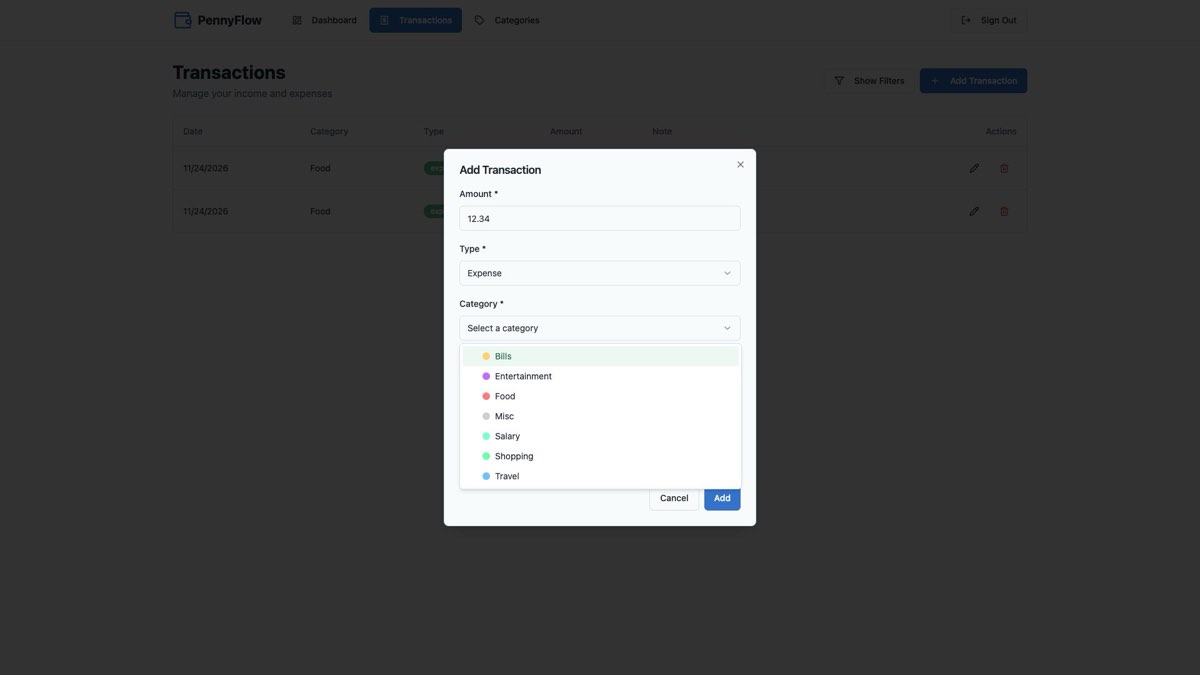 PennyFlow Dashboard Transactions Categories Sign Out
Transactions
Manage your income and expenses
Show Filters Add Transaction
Date Category Type Amount Note Actions
11/24/2026 Food
11/24/2026 Food
Add Transaction
Amount *
12.34
Type *
Expense
Category *
Select a category
Bills
Entertainment
Food
Misc
Salary
Shopping
Travel
Cancel Add